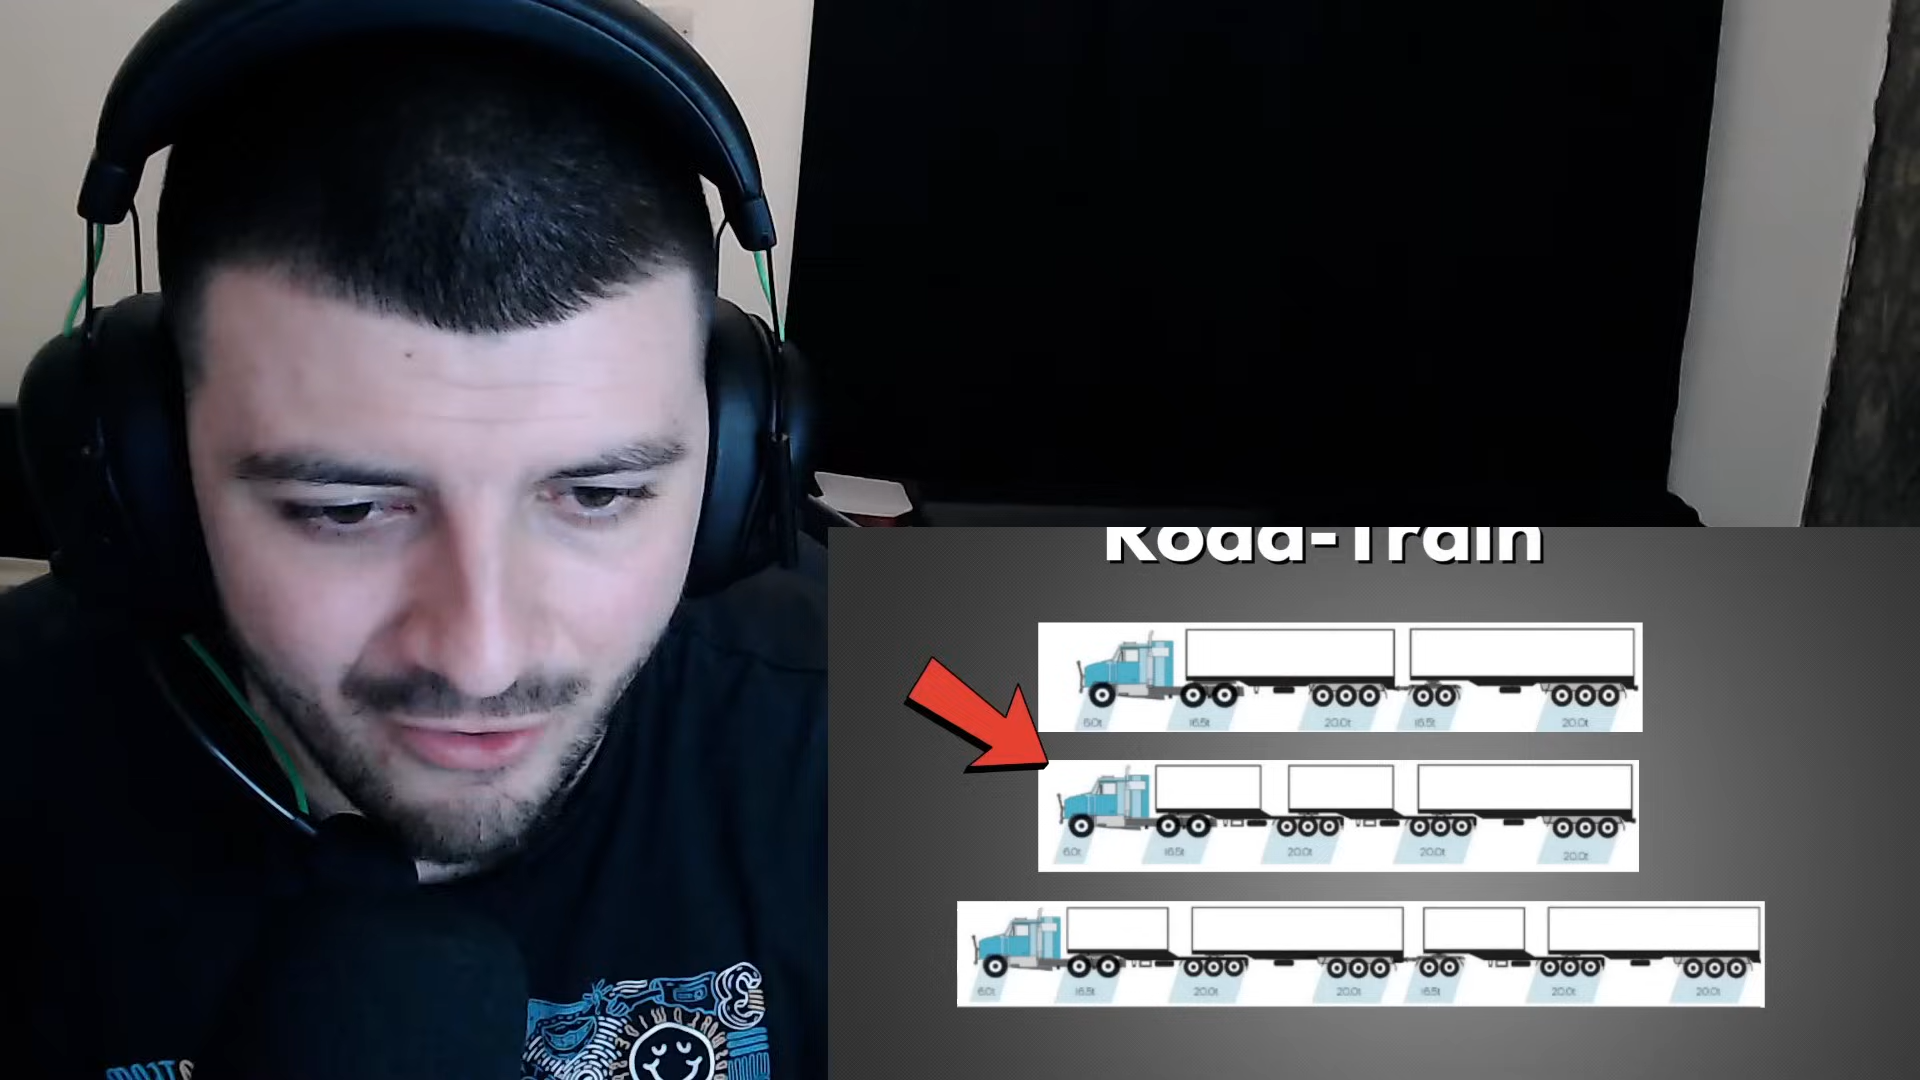 Road-Train
6.0t 16.5t 20.0t 16.5t 20.0t
6.0t 16.5t 20.0t 20.0t 20.0t
6.0t 16.5t 20.0t 20.0t 16.5t 20.0t 20.0t